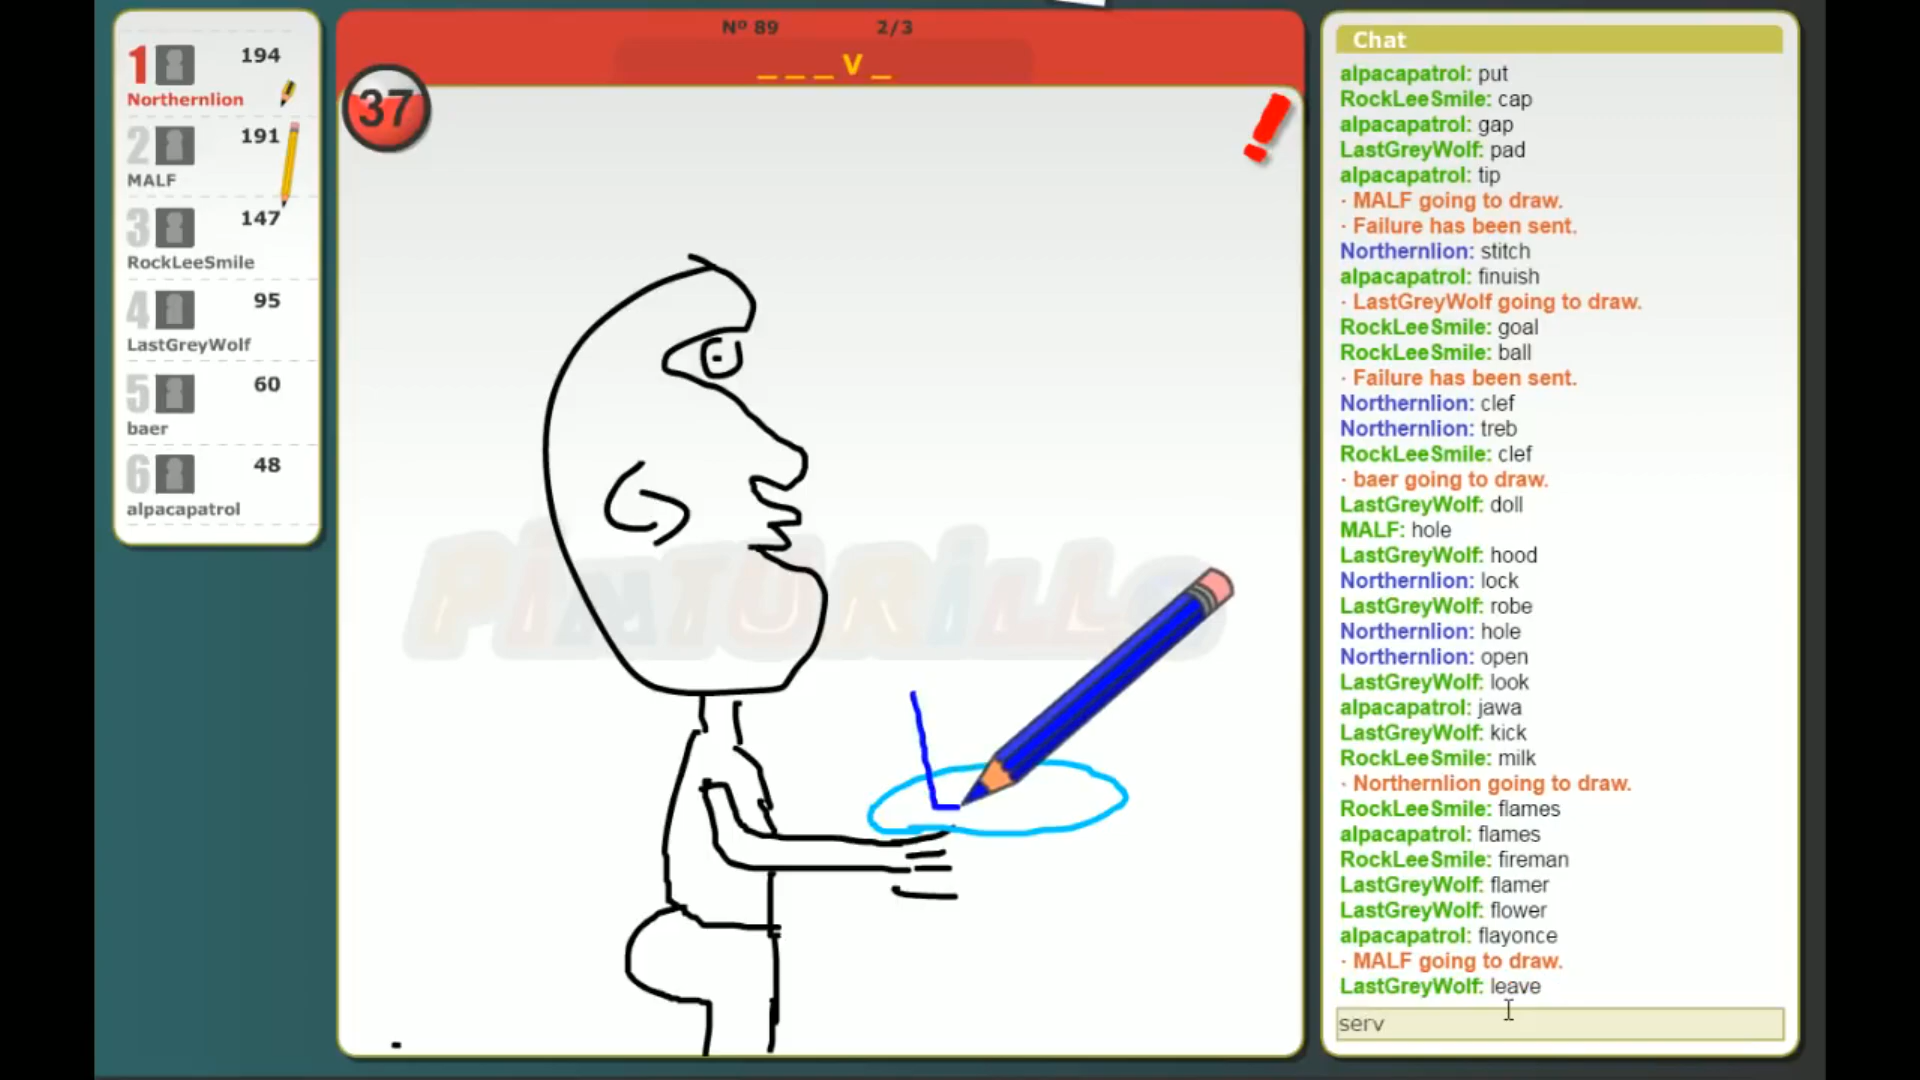 1 194
Northernlion
2 191
MALF
3 147
RockLeeSmile
4 95
LastGreyWolf
5 60
baer
6 48
alpacapatrol
Nº 89 2/3
_ _ _ V _
37
!
PINTURILLO
Chat
alpacapatrol: put
RockLeeSmile: cap
alpacapatrol: gap
LastGreyWolf: pad
alpacapatrol: tip
· MALF going to draw.
· Failure has been sent.
Northernlion: stitch
alpacapatrol: finuish
· LastGreyWolf going to draw.
RockLeeSmile: goal
RockLeeSmile: ball
· Failure has been sent.
Northernlion: clef
Northernlion: treb
RockLeeSmile: clef
· baer going to draw.
LastGreyWolf: doll
MALF: hole
LastGreyWolf: hood
Northernlion: lock
LastGreyWolf: robe
Northernlion: hole
Northernlion: open
LastGreyWolf: look
alpacapatrol: jawa
LastGreyWolf: kick
RockLeeSmile: milk
· Northernlion going to draw.
RockLeeSmile: flames
alpacapatrol: flames
RockLeeSmile: fireman
LastGreyWolf: flamer
LastGreyWolf: flower
alpacapatrol: flayonce
· MALF going to draw.
LastGreyWolf: leave
serv